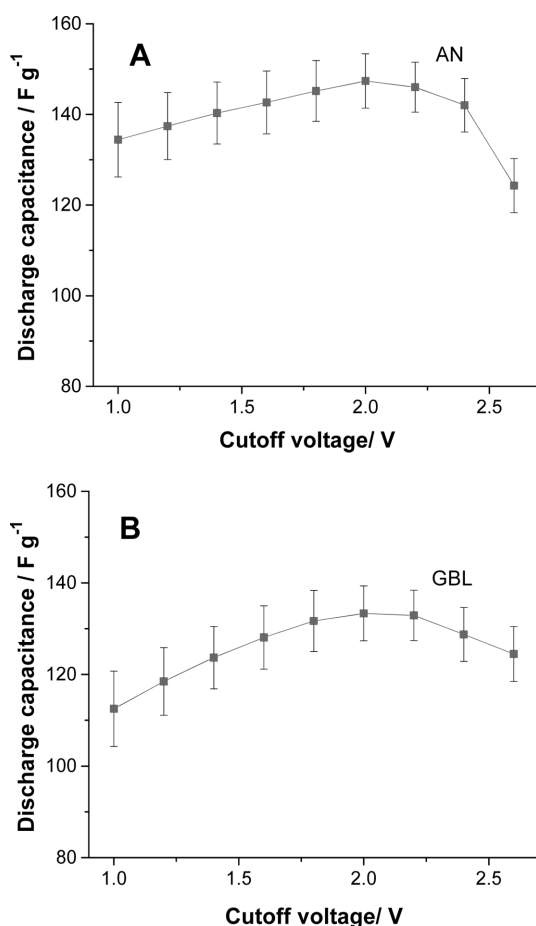 160
A
AN
140
120
100
80
1.0
1.5
2.0
2.5
Discharge capacitance / F g⁻¹
Cutoff voltage/ V
160
B
GBL
140
120
100
80
1.0
1.5
2.0
2.5
Discharge capacitance / F g⁻¹
Cutoff voltage/ V